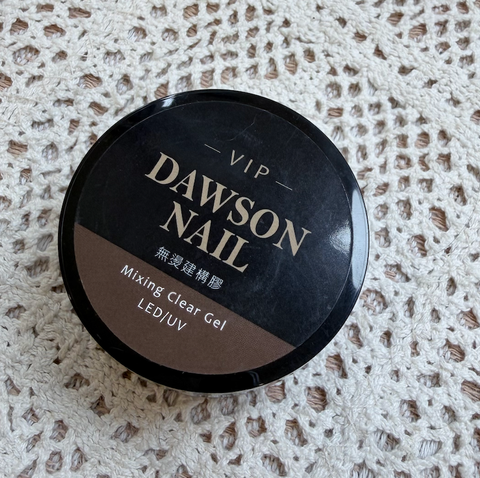 — VIP —
DAWSON
NAIL
無燙建構膠
Mixing Clear Gel
LED/UV